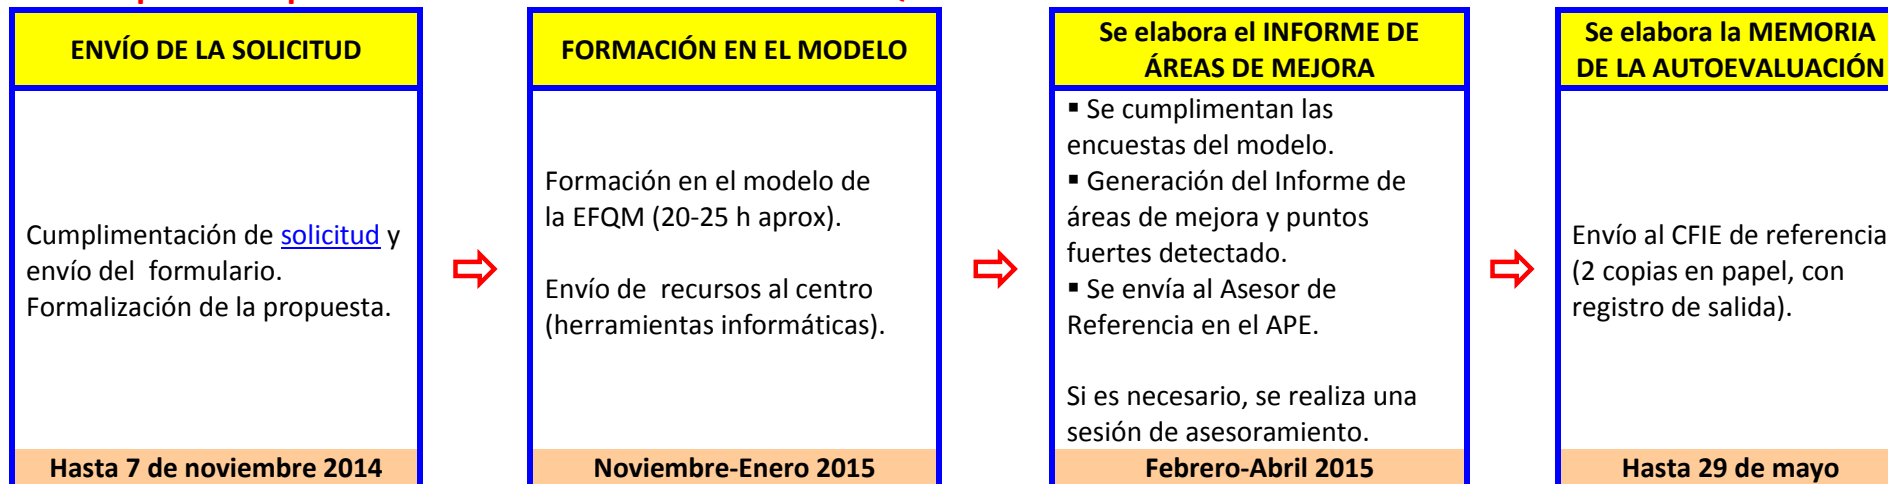 ENVÍO DE LA SOLICITUD
Cumplimentación de solicitud y
envío del  formulario.
Formalización de la propuesta.
Hasta 7 de noviembre 2014
FORMACIÓN EN EL MODELO
Formación en el modelo de
la EFQM (20-25 h aprox).
Envío de  recursos al centro
(herramientas informáticas).
Noviembre-Enero 2015
Se elabora el INFORME DE
ÁREAS DE MEJORA
▪ Se cumplimentan las
encuestas del modelo.
▪ Generación del Informe de
áreas de mejora y puntos
fuertes detectado.
▪ Se envía al Asesor de
Referencia en el APE.
Si es necesario, se realiza una
sesión de asesoramiento.
Febrero-Abril 2015
Se elabora la MEMORIA
DE LA AUTOEVALUACIÓN
Envío al CFIE de referencia
(2 copias en papel, con
registro de salida).
Hasta 29 de mayo